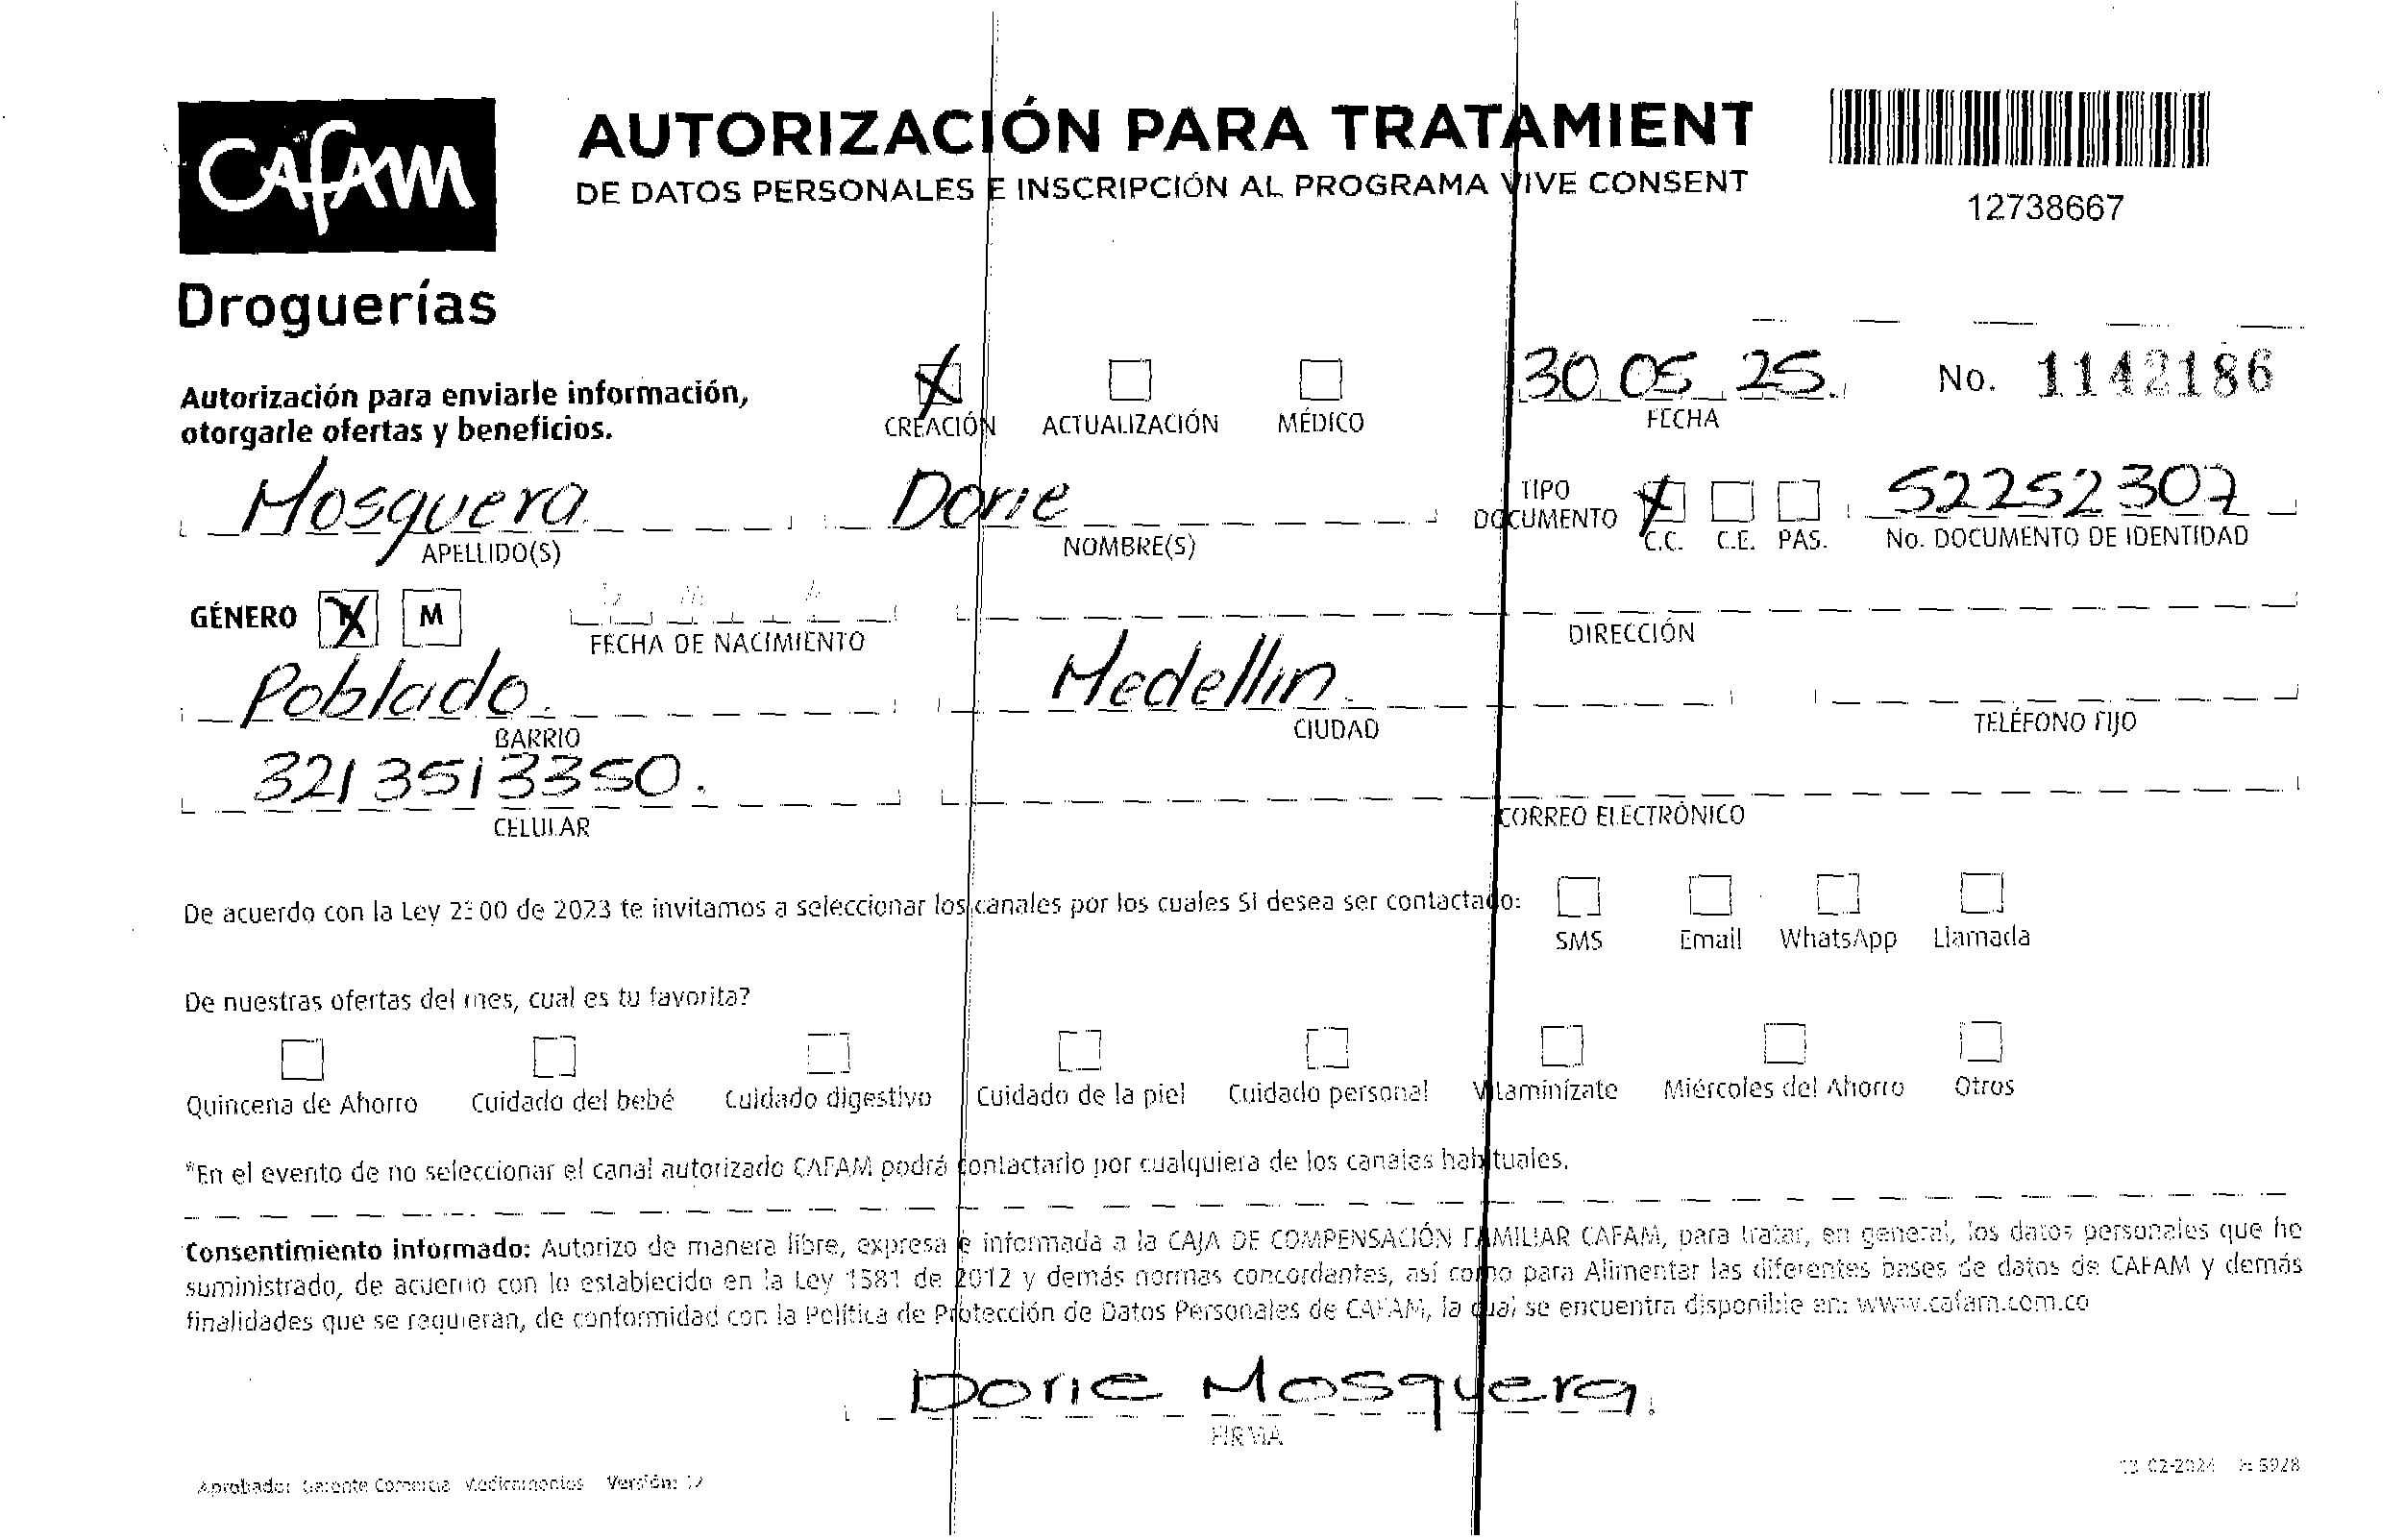 CAFAM
Droguerías
AUTORIZACIÓN PARA TRATAMIENT
DE DATOS PERSONALES E INSCRIPCIÓN AL PROGRAMA VIVE CONSENT
12738667
Autorización para enviarle información,
otorgarle ofertas y beneficios.
CREACIÓN ACTUALIZACIÓN MÉDICO
30 05 25.
FECHA
No. 1142186
Mosquera
APELLIDO(S)
Dorie
NOMBRE(S)
TIPO
DOCUMENTO
C.C. C.E. PAS.
52252307
No. DOCUMENTO DE IDENTIDAD
GÉNERO M
FECHA DE NACIMIENTO
DIRECCIÓN
Poblado.
BARRIO
Medellin.
CIUDAD
TELÉFONO FIJO
3213513350.
CELULAR
CORREO ELECTRÓNICO
De acuerdo con la Ley 2300 de 2023 te invitamos a seleccionar los canales por los cuales SI desea ser contactado:
SMS Email WhatsApp Llamada
De nuestras ofertas del mes, cual es tu favorita?
Quincena de Ahorro Cuidado del bebé Cuidado digestivo Cuidado de la piel Cuidado personal Vitamínizate Miércoles del Ahorro Otros
*En el evento de no seleccionar el canal autorizado CAFAM podrá contactarlo por cualquiera de los canales habituales.
Consentimiento informado: Autorizo de manera libre, expresa e informada a la CAJA DE COMPENSACIÓN FAMILIAR CAFAM, para tratar, en general, los datos personales que he
suministrado, de acuerdo con lo establecido en la Ley 1581 de 2012 y demás normas concordantes, así como para Alimentar las diferentes bases de datos de CAFAM y demás
finalidades que se requieran, de conformidad con la Política de Protección de Datos Personales de CAFAM, la cual se encuentra disponible en: www.cafam.com.co
Dorie Mosquera.
FIRMA
Aprobador Gerente Comercial Medicamentos Versión: 12
02-2024